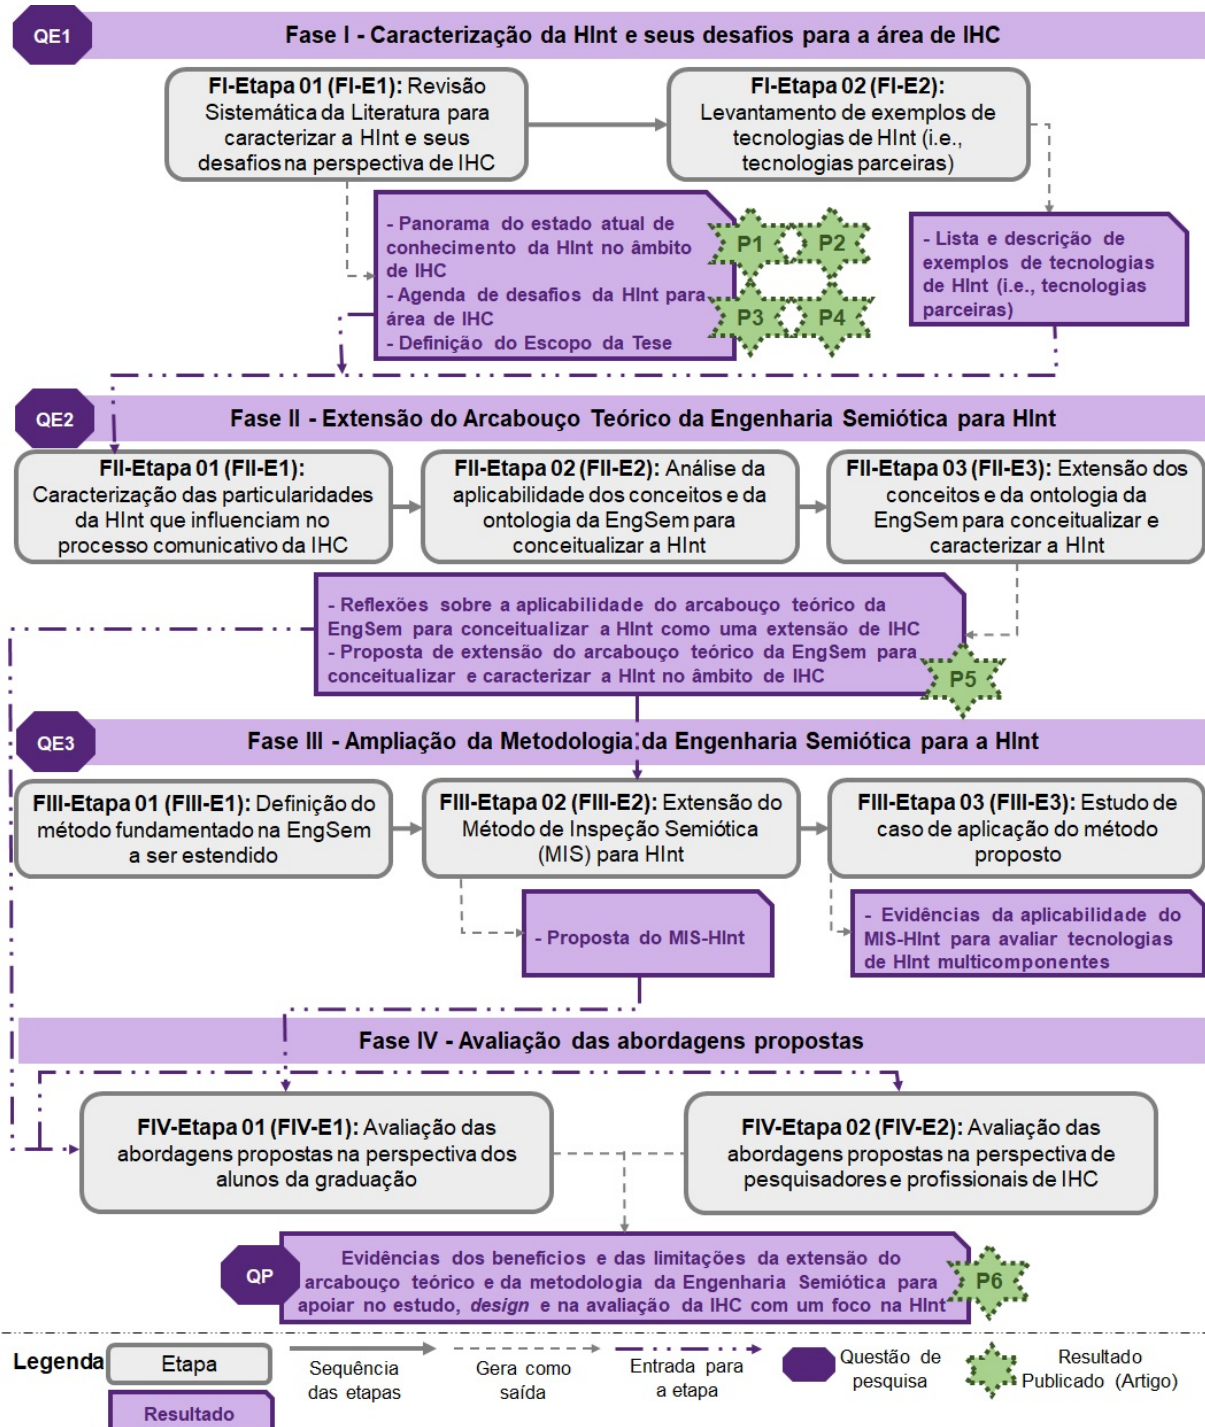 QE1
Fase I - Caracterização da HInt e seus desafios para a área de IHC
FI-Etapa 01 (FI-E1): Revisão
Sistemática da Literatura para
caracterizar a HInt e seus
desafios na perspectiva de IHC
FI-Etapa 02 (FI-E2):
Levantamento de exemplos de
tecnologias de HInt (i.e.,
tecnologias parceiras)
- Panorama do estado atual de
conhecimento da HInt no âmbito
de IHC
- Agenda de desafios da HInt para
área de IHC
- Definição do Escopo da Tese
P1
P2
P3
P4
- Lista e descrição de
exemplos de tecnologias
de HInt (i.e., tecnologias
parceiras)
QE2
Fase II - Extensão do Arcabouço Teórico da Engenharia Semiótica para HInt
FII-Etapa 01 (FII-E1):
Caracterização das particularidades
da HInt que influenciam no
processo comunicativo da IHC
FII-Etapa 02 (FII-E2): Análise da
aplicabilidade dos conceitos e da
ontologia da EngSem para
conceitualizar a HInt
FII-Etapa 03 (FII-E3): Extensão dos
conceitos e da ontologia da
EngSem para conceitualizar e
caracterizar a HInt
- Reflexões sobre a aplicabilidade do arcabouço teórico da
EngSem para conceitualizar a HInt como uma extensão de IHC
- Proposta de extensão do arcabouço teórico da EngSem para
conceitualizar e caracterizar a HInt no âmbito de IHC
P5
QE3
Fase III - Ampliação da Metodologia da Engenharia Semiótica para a HInt
FIII-Etapa 01 (FIII-E1): Definição do
método fundamentado na EngSem
a ser estendido
FIII-Etapa 02 (FIII-E2): Extensão do
Método de Inspeção Semiótica
(MIS) para HInt
FIII-Etapa 03 (FIII-E3): Estudo de
caso de aplicação do método
proposto
- Proposta do MIS-HInt
- Evidências da aplicabilidade do
MIS-HInt para avaliar tecnologias
de HInt multicomponentes
Fase IV - Avaliação das abordagens propostas
FIV-Etapa 01 (FIV-E1): Avaliação das
abordagens propostas na perspectiva dos
alunos da graduação
FIV-Etapa 02 (FIV-E2): Avaliação das
abordagens propostas na perspectiva de
pesquisadores e profissionais de IHC
QP
Evidências dos benefícios e das limitações da extensão do
arcabouço teórico e da metodologia da Engenharia Semiótica para
apoiar no estudo, design e na avaliação da IHC com um foco na HInt
P6
Legenda
Etapa
Resultado
Sequência
das etapas
Gera como
saída
Entrada para
a etapa
Questão de
pesquisa
Resultado
Publicado (Artigo)